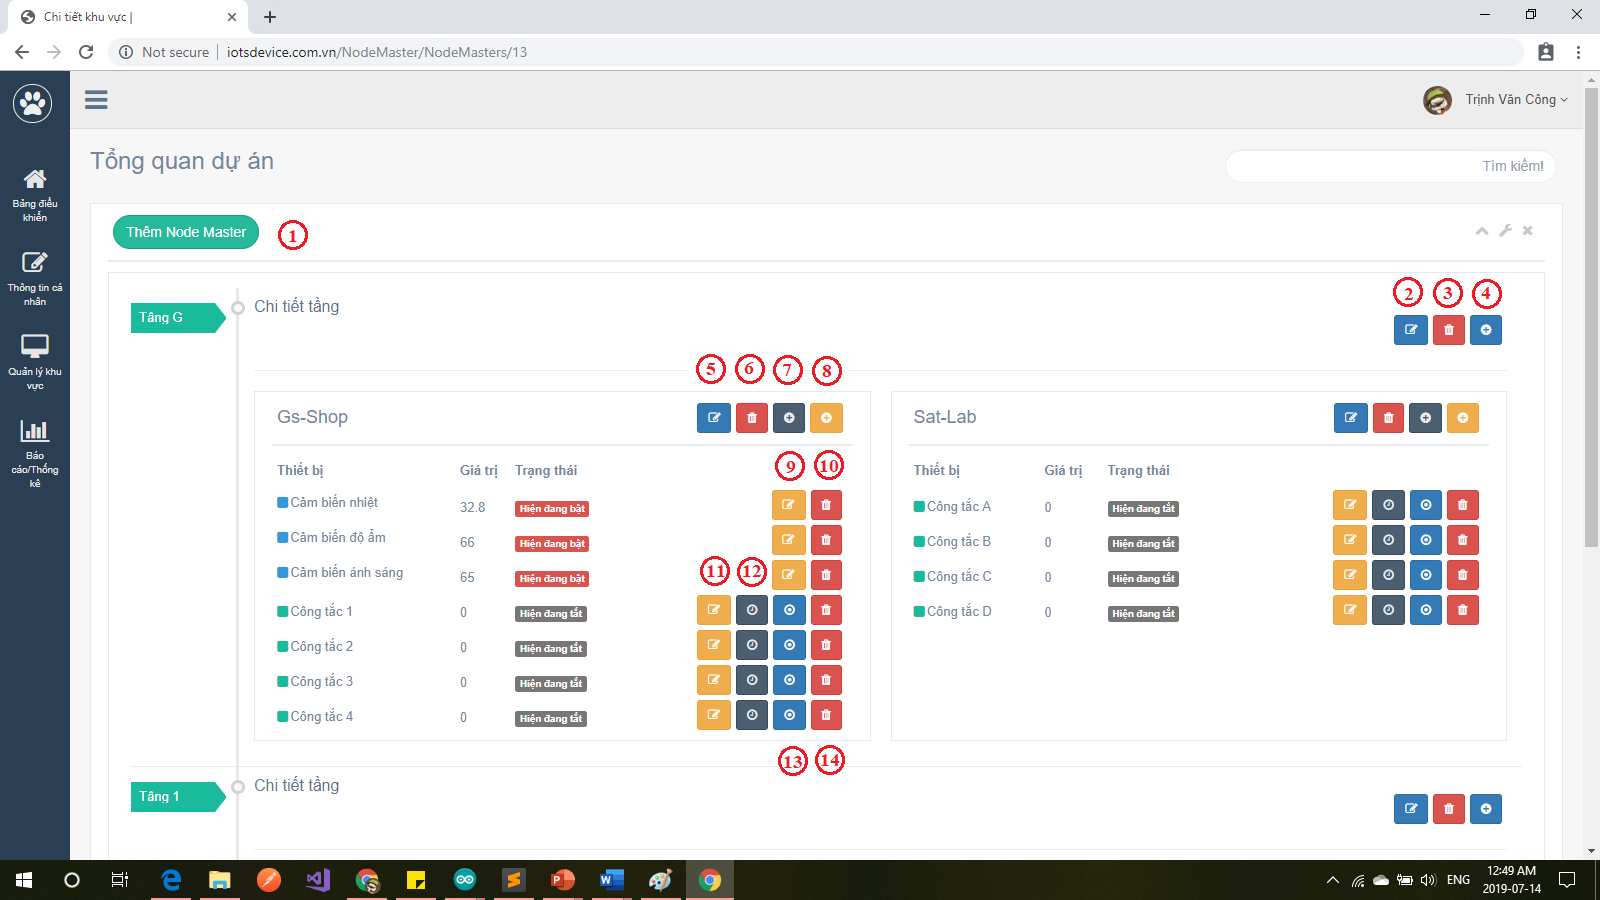 Chi tiết khu vực |
Not secure | iotsdevice.com.vn/NodeMaster/NodeMasters/13
Trịnh Văn Công
Bảng điều
khiển
Thông tin cá
nhân
Quản lý khu
vực
Báo
cáo/Thống
kê
Tổng quan dự án
Tìm kiếm!
Thêm Node Master
1
Tầng G
Chi tiết tầng
2 3 4
5 6 7 8
Gs-Shop
Thiết bị Giá trị Trạng thái
9 10
Cảm biến nhiệt 32.8 Hiện đang bật
Cảm biến độ ẩm 66 Hiện đang bật
Cảm biến ánh sáng 65 Hiện đang bật
11 12
Công tắc 1 0 Hiện đang tắt
Công tắc 2 0 Hiện đang tắt
Công tắc 3 0 Hiện đang tắt
Công tắc 4 0 Hiện đang tắt
13 14
Sat-Lab
Thiết bị Giá trị Trạng thái
Công tắc A 0 Hiện đang tắt
Công tắc B 0 Hiện đang tắt
Công tắc C 0 Hiện đang tắt
Công tắc D 0 Hiện đang tắt
Tầng 1
Chi tiết tầng
ENG
12:49 AM
2019-07-14